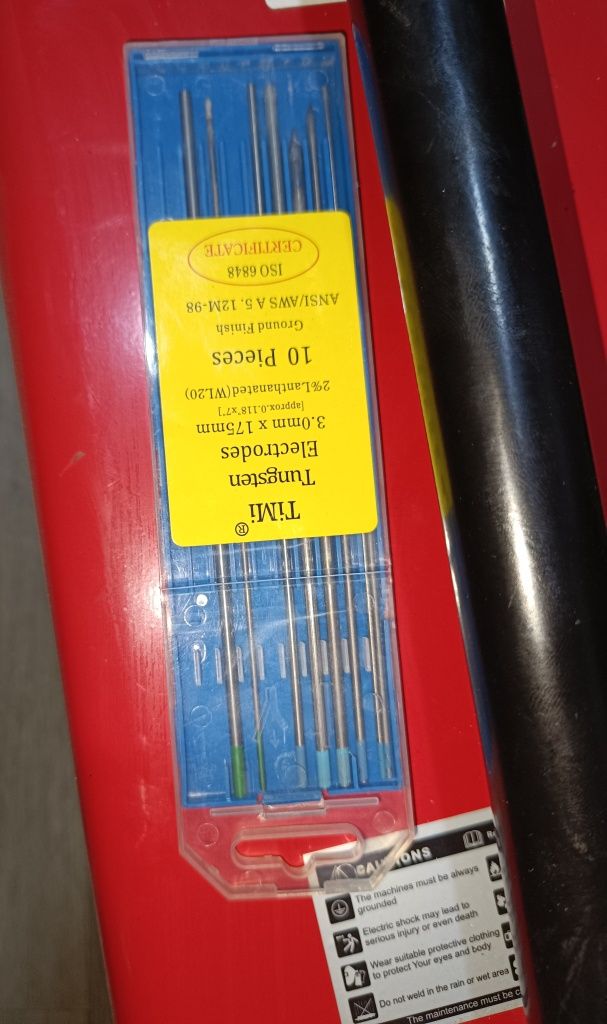 TiMi®
Tungsten
Electrodes
3.0mm x 175mm
[approx.0.118"x7"]
2%Lanthanated(WL20)
10 Pieces
Ground Finish
ANSI/AWS A 5. 12M-98
ISO 6848
CERTIFICATE
CAUTIONS
The machines must be always
grounded
Electric shock may lead to
serious injury or even death
Wear suitable protective clothing
to protect Your eyes and body
Do not weld in the rain or wet area
The maintenance must be